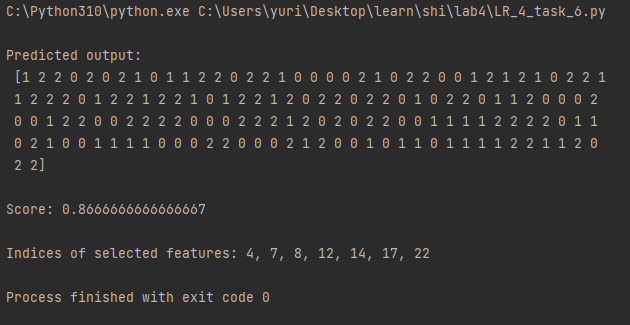 C:\Python310\python.exe C:\Users\yuri\Desktop\learn\shi\lab4\LR_4_task_6.py
Predicted output:
[1 2 2 0 2 0 2 1 0 1 1 2 2 0 2 2 1 0 0 0 0 2 1 0 2 2 0 0 1 2 1 2 1 0 2 2 1
1 2 2 2 0 1 2 2 1 2 2 1 0 1 2 2 1 2 0 2 2 0 2 2 0 1 0 2 2 0 1 1 2 0 0 0 2
0 0 1 2 2 0 0 2 2 2 2 0 0 0 2 2 2 1 2 0 2 0 2 2 0 0 1 1 1 1 2 2 2 2 0 1 1
0 2 1 0 0 1 1 1 1 0 0 0 2 2 0 0 0 2 1 2 0 0 1 0 1 1 0 1 1 1 1 2 2 1 1 2 0
2 2]
Score: 0.8666666666666667
Indices of selected features: 4, 7, 8, 12, 14, 17, 22
Process finished with exit code 0